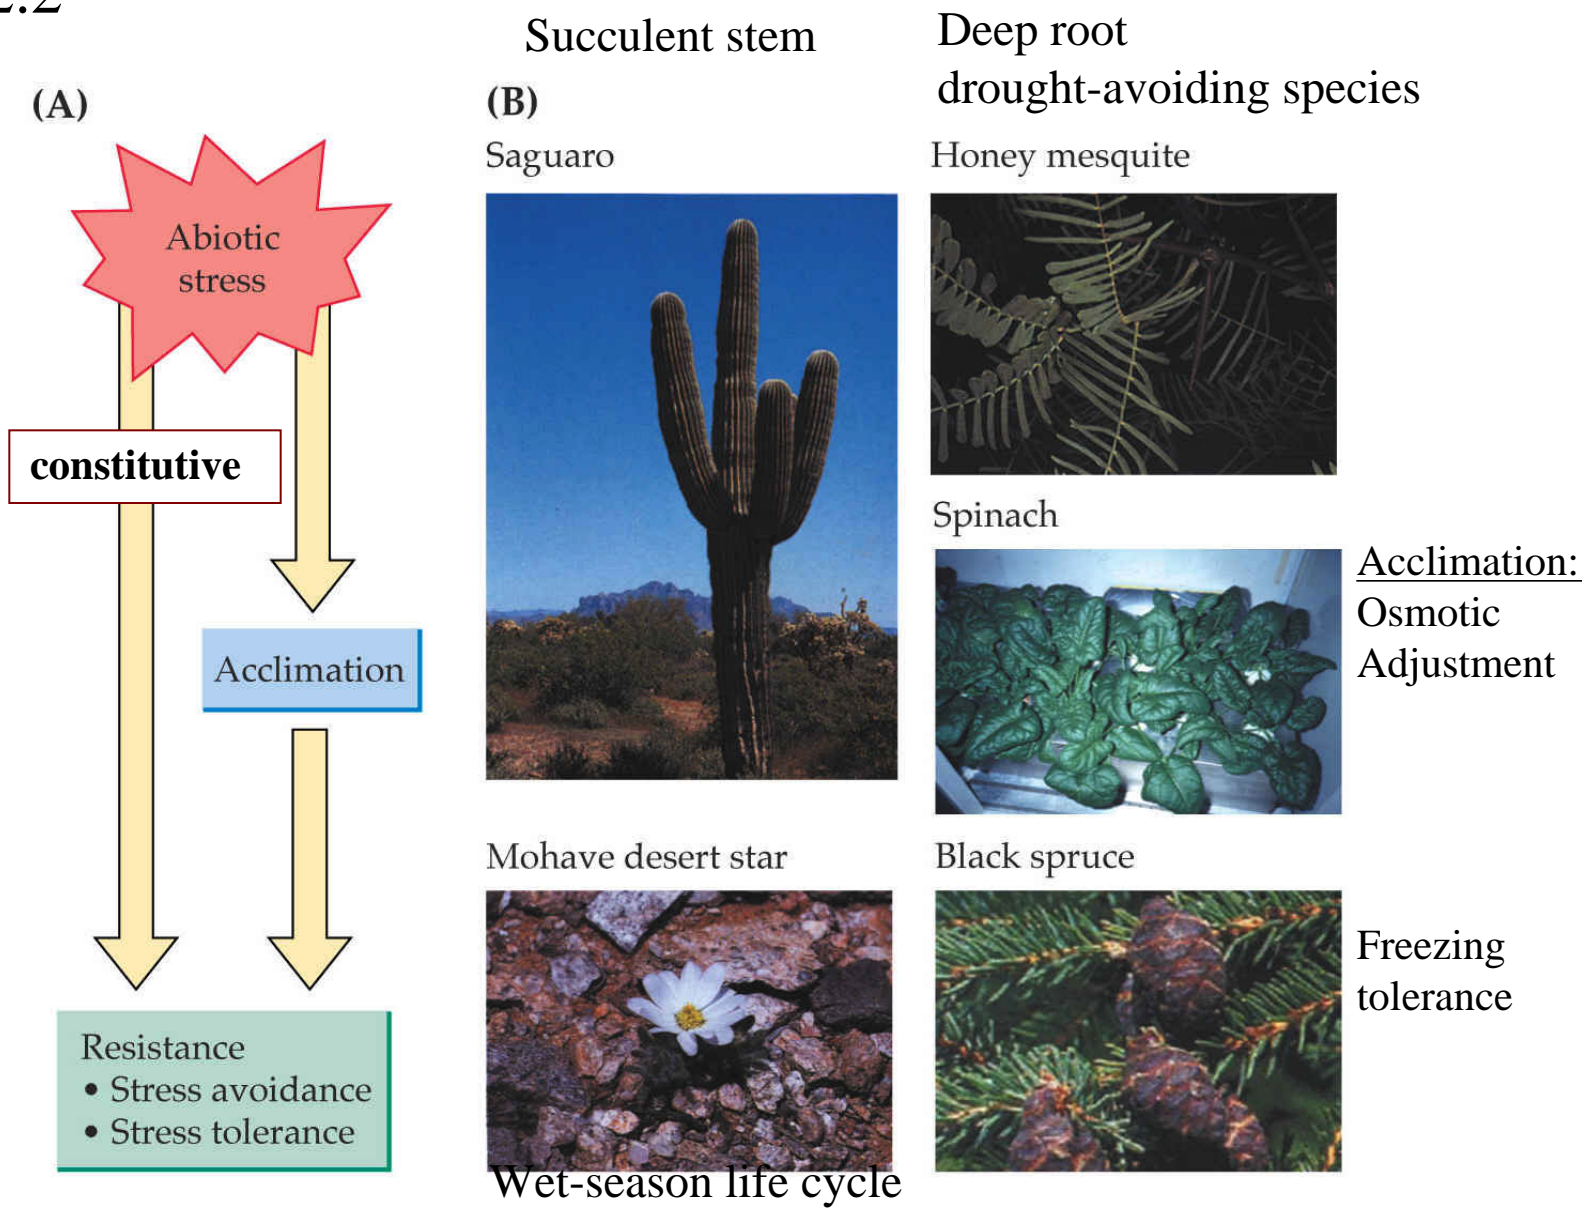 2.2
Succulent stem
Deep root
drought-avoiding species
(A)
(B)
Saguaro
Honey mesquite
Abiotic
stress
constitutive
Spinach
Acclimation:
Osmotic
Adjustment
Acclimation
Mohave desert star
Black spruce
Freezing
tolerance
Resistance
• Stress avoidance
• Stress tolerance
Wet-season life cycle